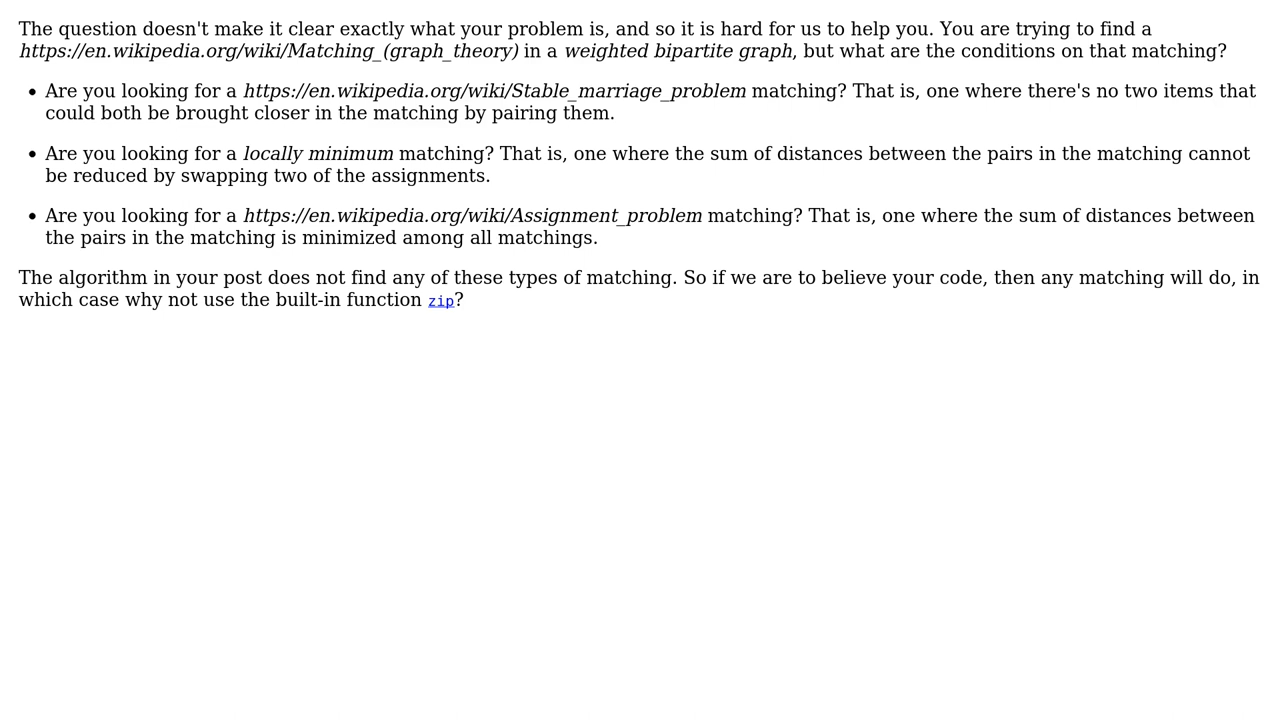 The question doesn't make it clear exactly what your problem is, and so it is hard for us to help you. You are trying to find a
https://en.wikipedia.org/wiki/Matching_(graph_theory) in a weighted bipartite graph, but what are the conditions on that matching?
• Are you looking for a https://en.wikipedia.org/wiki/Stable_marriage_problem matching? That is, one where there's no two items that
could both be brought closer in the matching by pairing them.
• Are you looking for a locally minimum matching? That is, one where the sum of distances between the pairs in the matching cannot
be reduced by swapping two of the assignments.
• Are you looking for a https://en.wikipedia.org/wiki/Assignment_problem matching? That is, one where the sum of distances between
the pairs in the matching is minimized among all matchings.
The algorithm in your post does not find any of these types of matching. So if we are to believe your code, then any matching will do, in
which case why not use the built-in function zip?